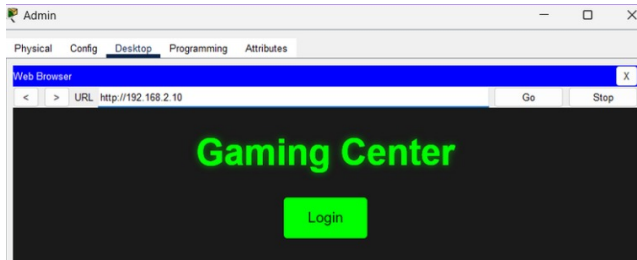 Admin
Physical Config Desktop Programming Attributes
Web Browser X
< > URL http://192.168.2.10 Go Stop
Gaming Center
Login